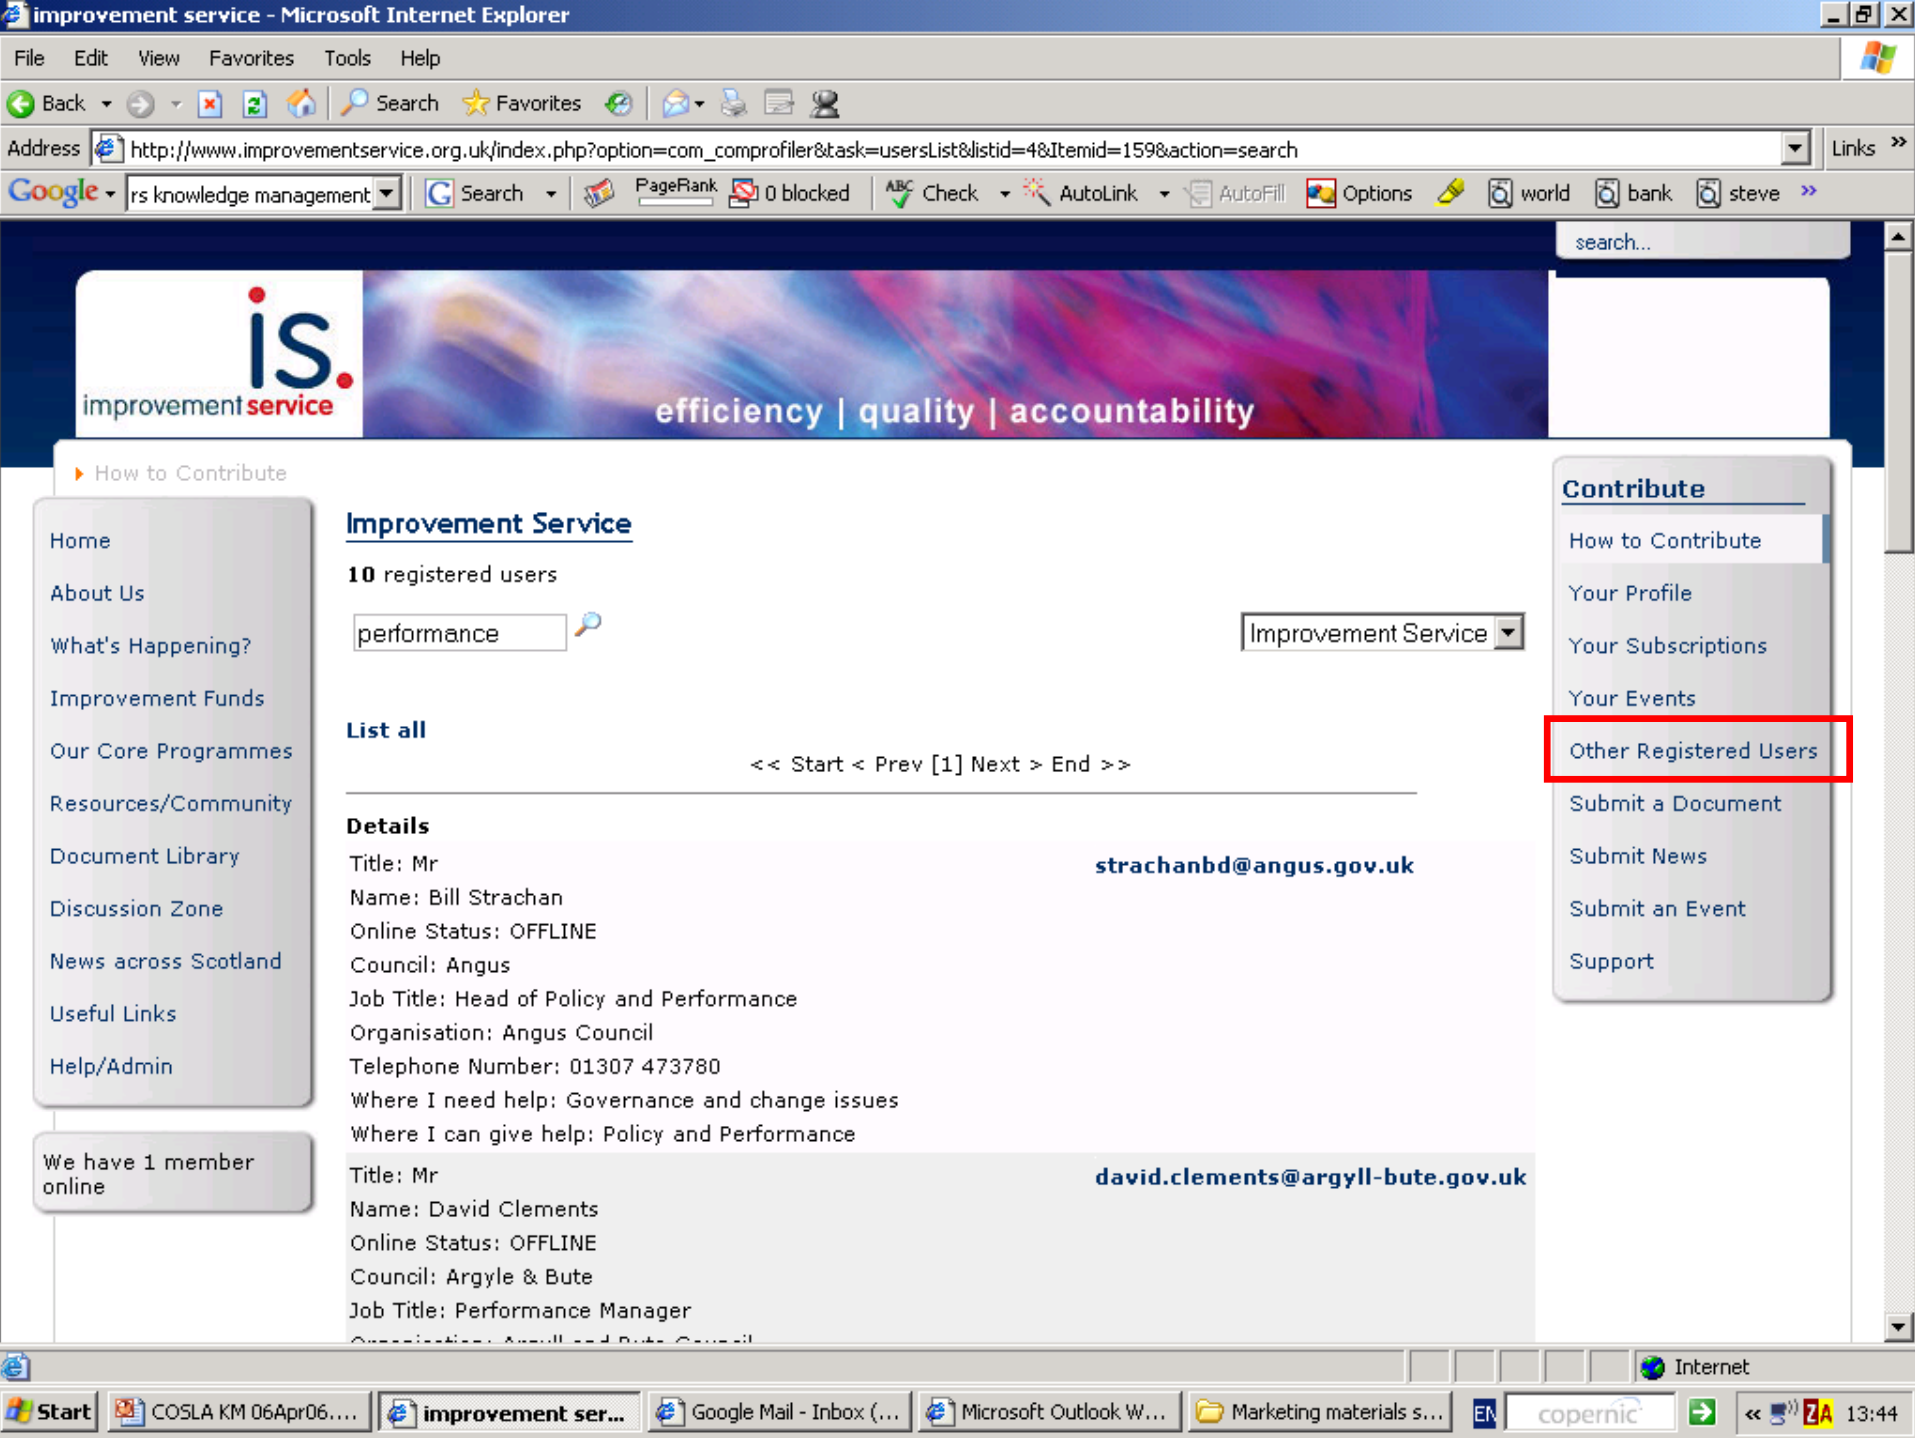 improvement service - Microsoft Internet Explorer
File Edit View Favorites Tools Help
Back Search Favorites
Address http://www.improvementservice.org.uk/index.php?option=com_comprofiler&task=usersList&listid=4&Itemid=159&action=search Links »
Google rs knowledge management G Search PageRank 0 blocked ABC Check AutoLink AutoFill Options world bank steve »
search...
is.
improvement service
efficiency | quality | accountability
How to Contribute
Home
About Us
What's Happening?
Improvement Funds
Our Core Programmes
Resources/Community
Document Library
Discussion Zone
News across Scotland
Useful Links
Help/Admin
We have 1 member
online
Improvement Service
10 registered users
performance
Improvement Service
List all
<< Start < Prev [1] Next > End >>
Details
Title: Mr
strachanbd@angus.gov.uk
Name: Bill Strachan
Online Status: OFFLINE
Council: Angus
Job Title: Head of Policy and Performance
Organisation: Angus Council
Telephone Number: 01307 473780
Where I need help: Governance and change issues
Where I can give help: Policy and Performance
Title: Mr
david.clements@argyll-bute.gov.uk
Name: David Clements
Online Status: OFFLINE
Council: Argyle & Bute
Job Title: Performance Manager
Organisation: Argyll and Bute Council
Contribute
How to Contribute
Your Profile
Your Subscriptions
Your Events
Other Registered Users
Submit a Document
Submit News
Submit an Event
Support
Internet
Start COSLA KM 06Apr06.... improvement ser... Google Mail - Inbox (... Microsoft Outlook W... Marketing materials s... EN copernic « ZA 13:44